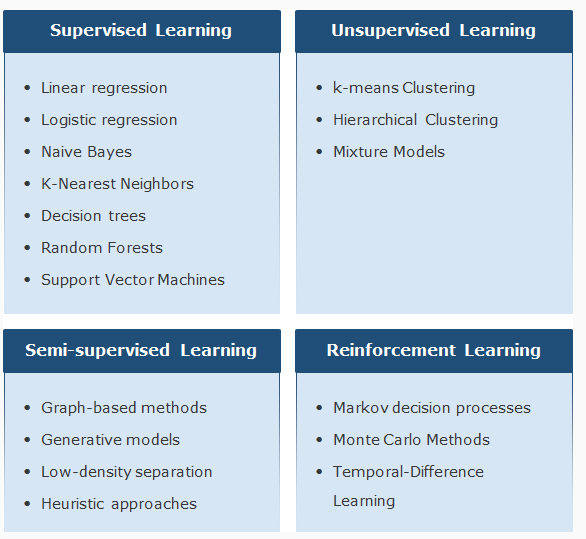 Supervised Learning
• Linear regression
• Logistic regression
• Naive Bayes
• K-Nearest Neighbors
• Decision trees
• Random Forests
• Support Vector Machines
Unsupervised Learning
• k-means Clustering
• Hierarchical Clustering
• Mixture Models
Semi-supervised Learning
• Graph-based methods
• Generative models
• Low-density separation
• Heuristic approaches
Reinforcement Learning
• Markov decision processes
• Monte Carlo Methods
• Temporal-Difference
Learning